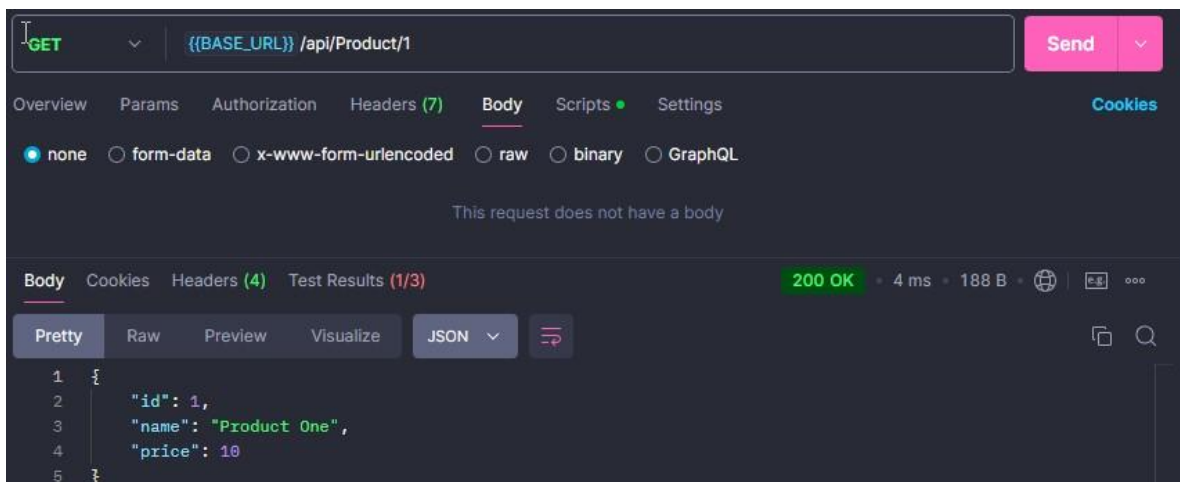 GET {{BASE_URL}} /api/Product/1 Send
Overview Params Authorization Headers (7) Body Scripts Settings Cookies
none form-data x-www-form-urlencoded raw binary GraphQL
This request does not have a body
Body Cookies Headers (4) Test Results (1/3) 200 OK 4 ms 188 B e.g.
Pretty Raw Preview Visualize JSON
1 {
2 "id": 1,
3 "name": "Product One",
4 "price": 10
5 }